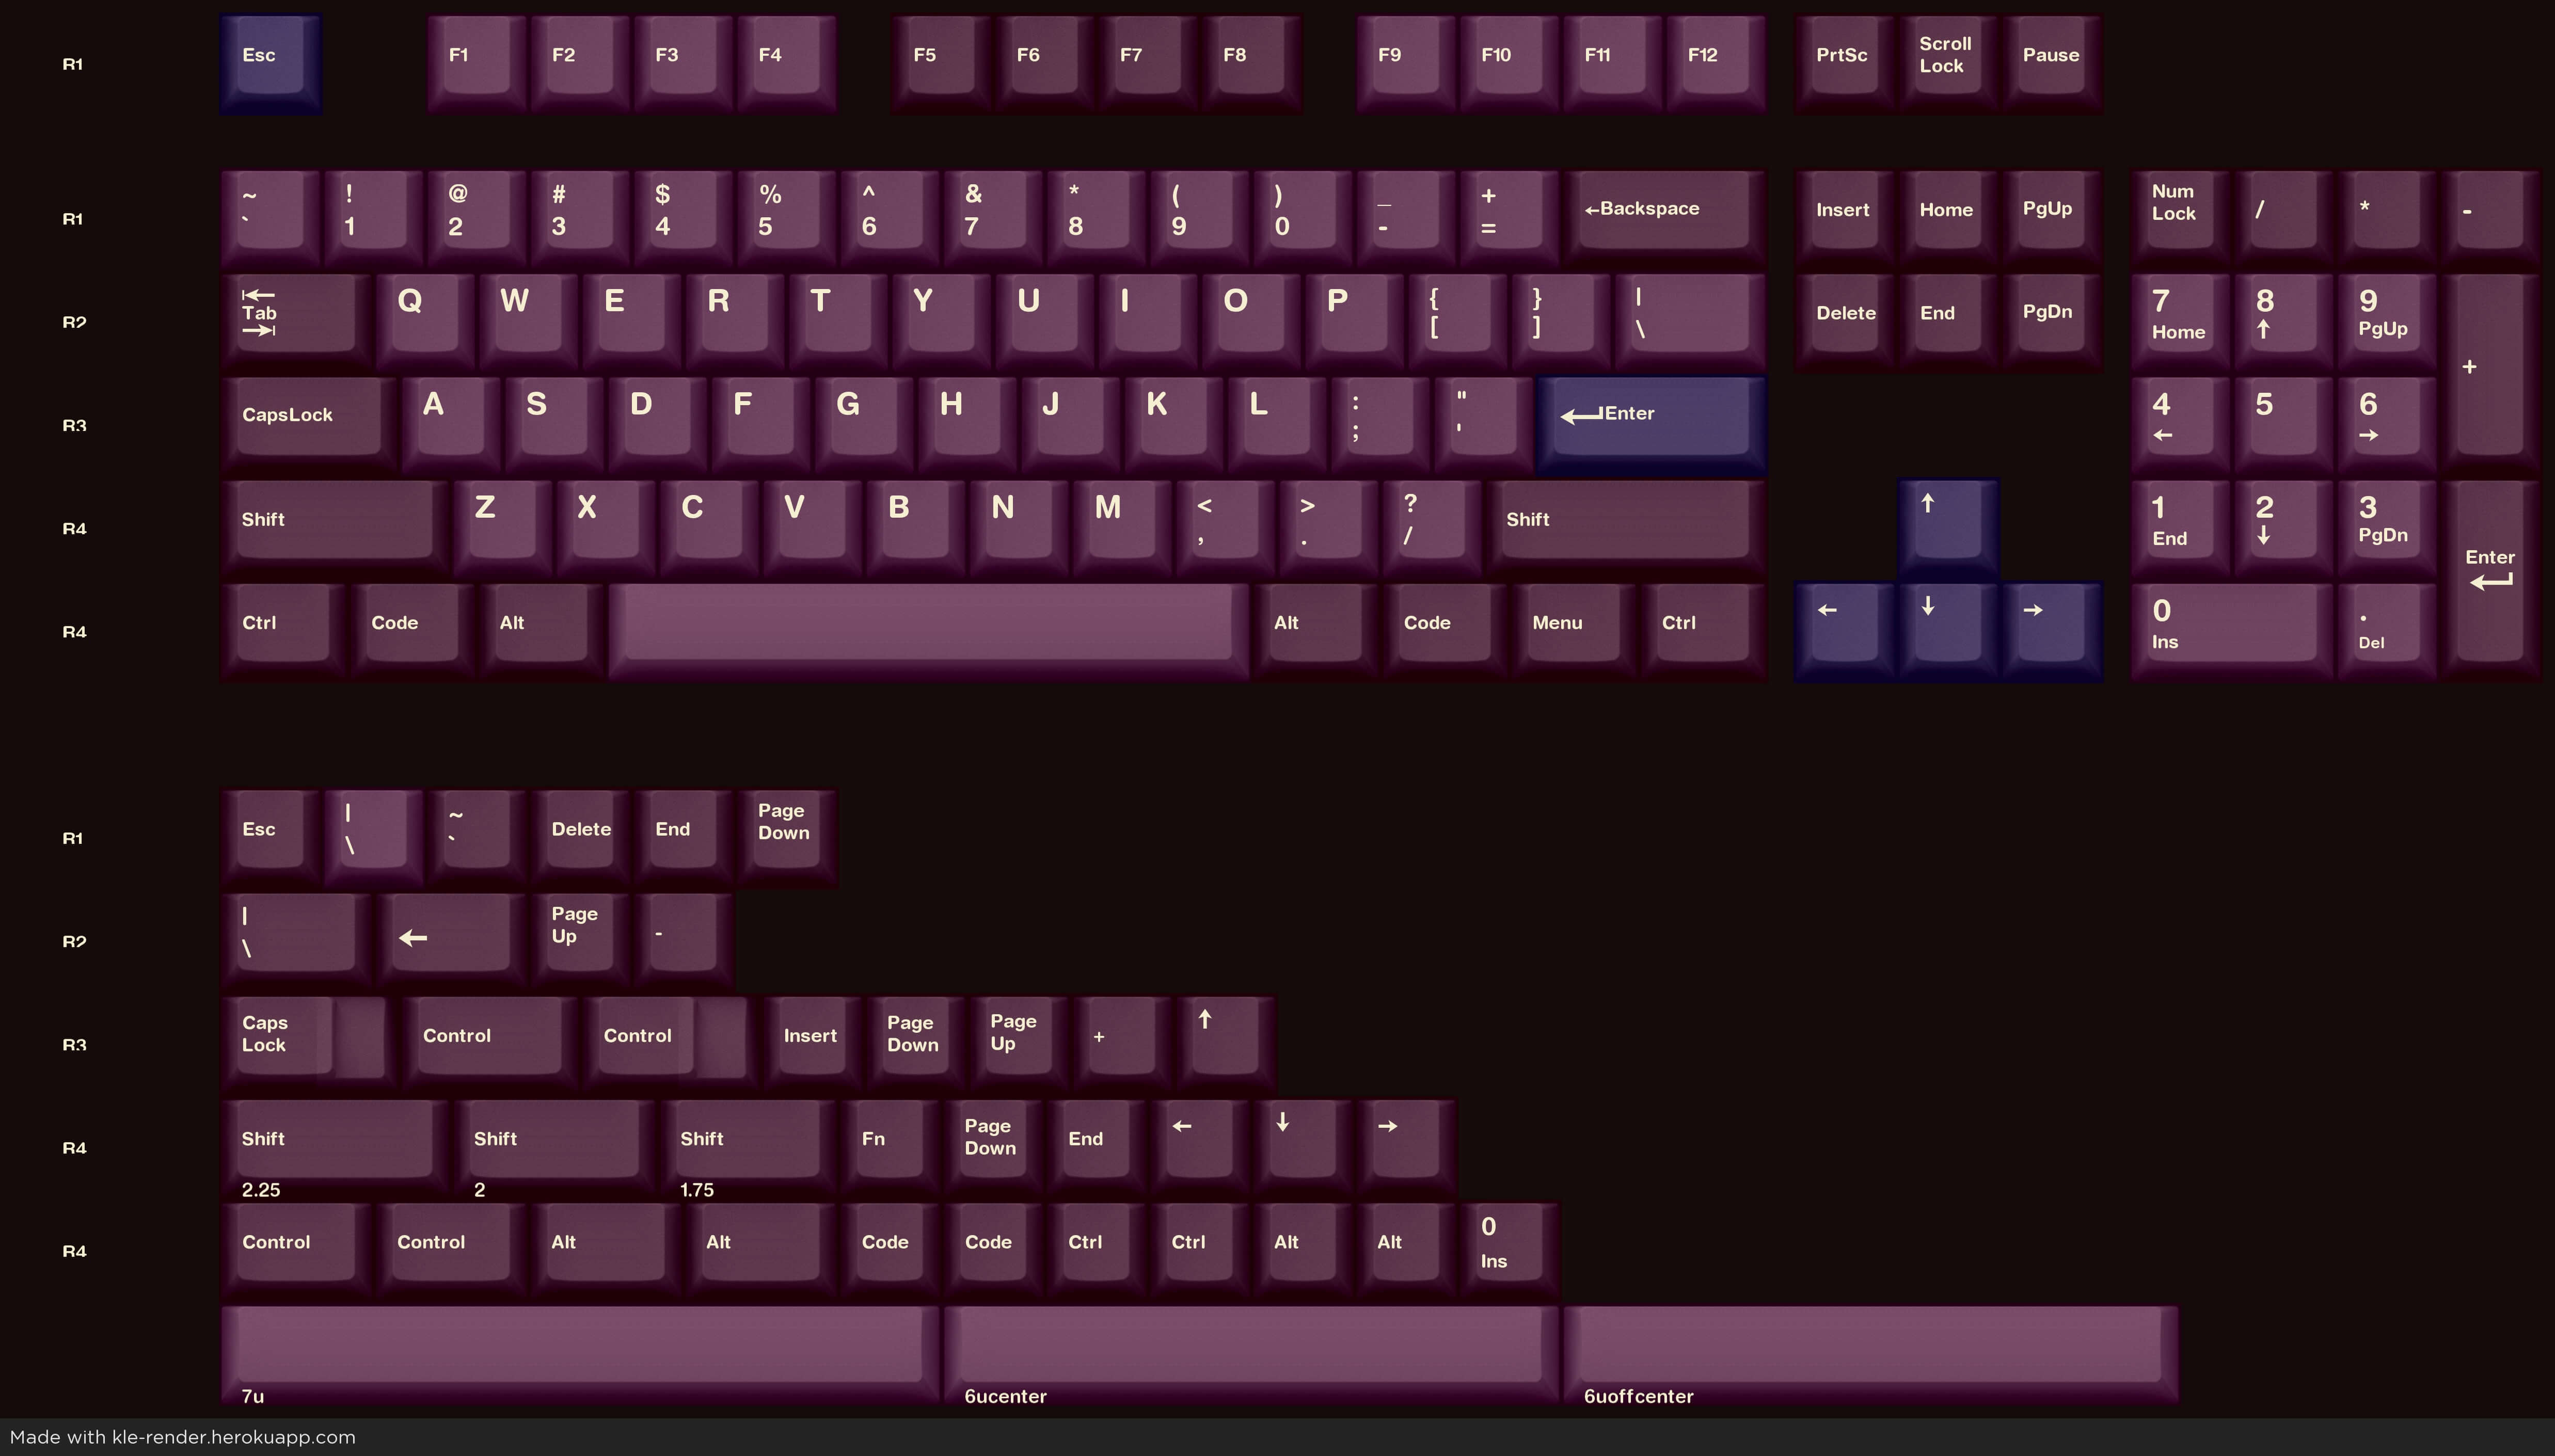 R1 Esc F1 F2 F3 F4 F5 F6 F7 F8 F9 F10 F11 F12 PrtSc Scroll Lock Pause
R1 ~ ` ! 1 @ 2 # 3 $ 4 % 5 ^ 6 & 7 * 8 ( 9 ) 0 _ - + = ←Backspace Insert Home PgUp Num Lock / * -
R2 Tab Q W E R T Y U I O P { [ } ] | \ Delete End PgDn 7 Home 8 ↑ 9 PgUp +
R3 CapsLock A S D F G H J K L : ; " ' Enter 4 ← 5 6 →
R4 Shift Z X C V B N M < , > . ? / Shift ↑ 1 End 2 ↓ 3 PgDn Enter
R4 Ctrl Code Alt Alt Code Menu Ctrl ← ↓ → 0 Ins . Del
R1 Esc | \ ~ ` Delete End Page Down
R2 | \ ← Page Up -
R3 Caps Lock Control Control Insert Page Down Page Up + ↑
R4 Shift Shift Shift Fn Page Down End ← ↓ →
2.25 2 1.75
R4 Control Control Alt Alt Code Code Ctrl Ctrl Alt Alt 0 Ins
7u 6ucenter 6uoffcenter
Made with kle-render.herokuapp.com